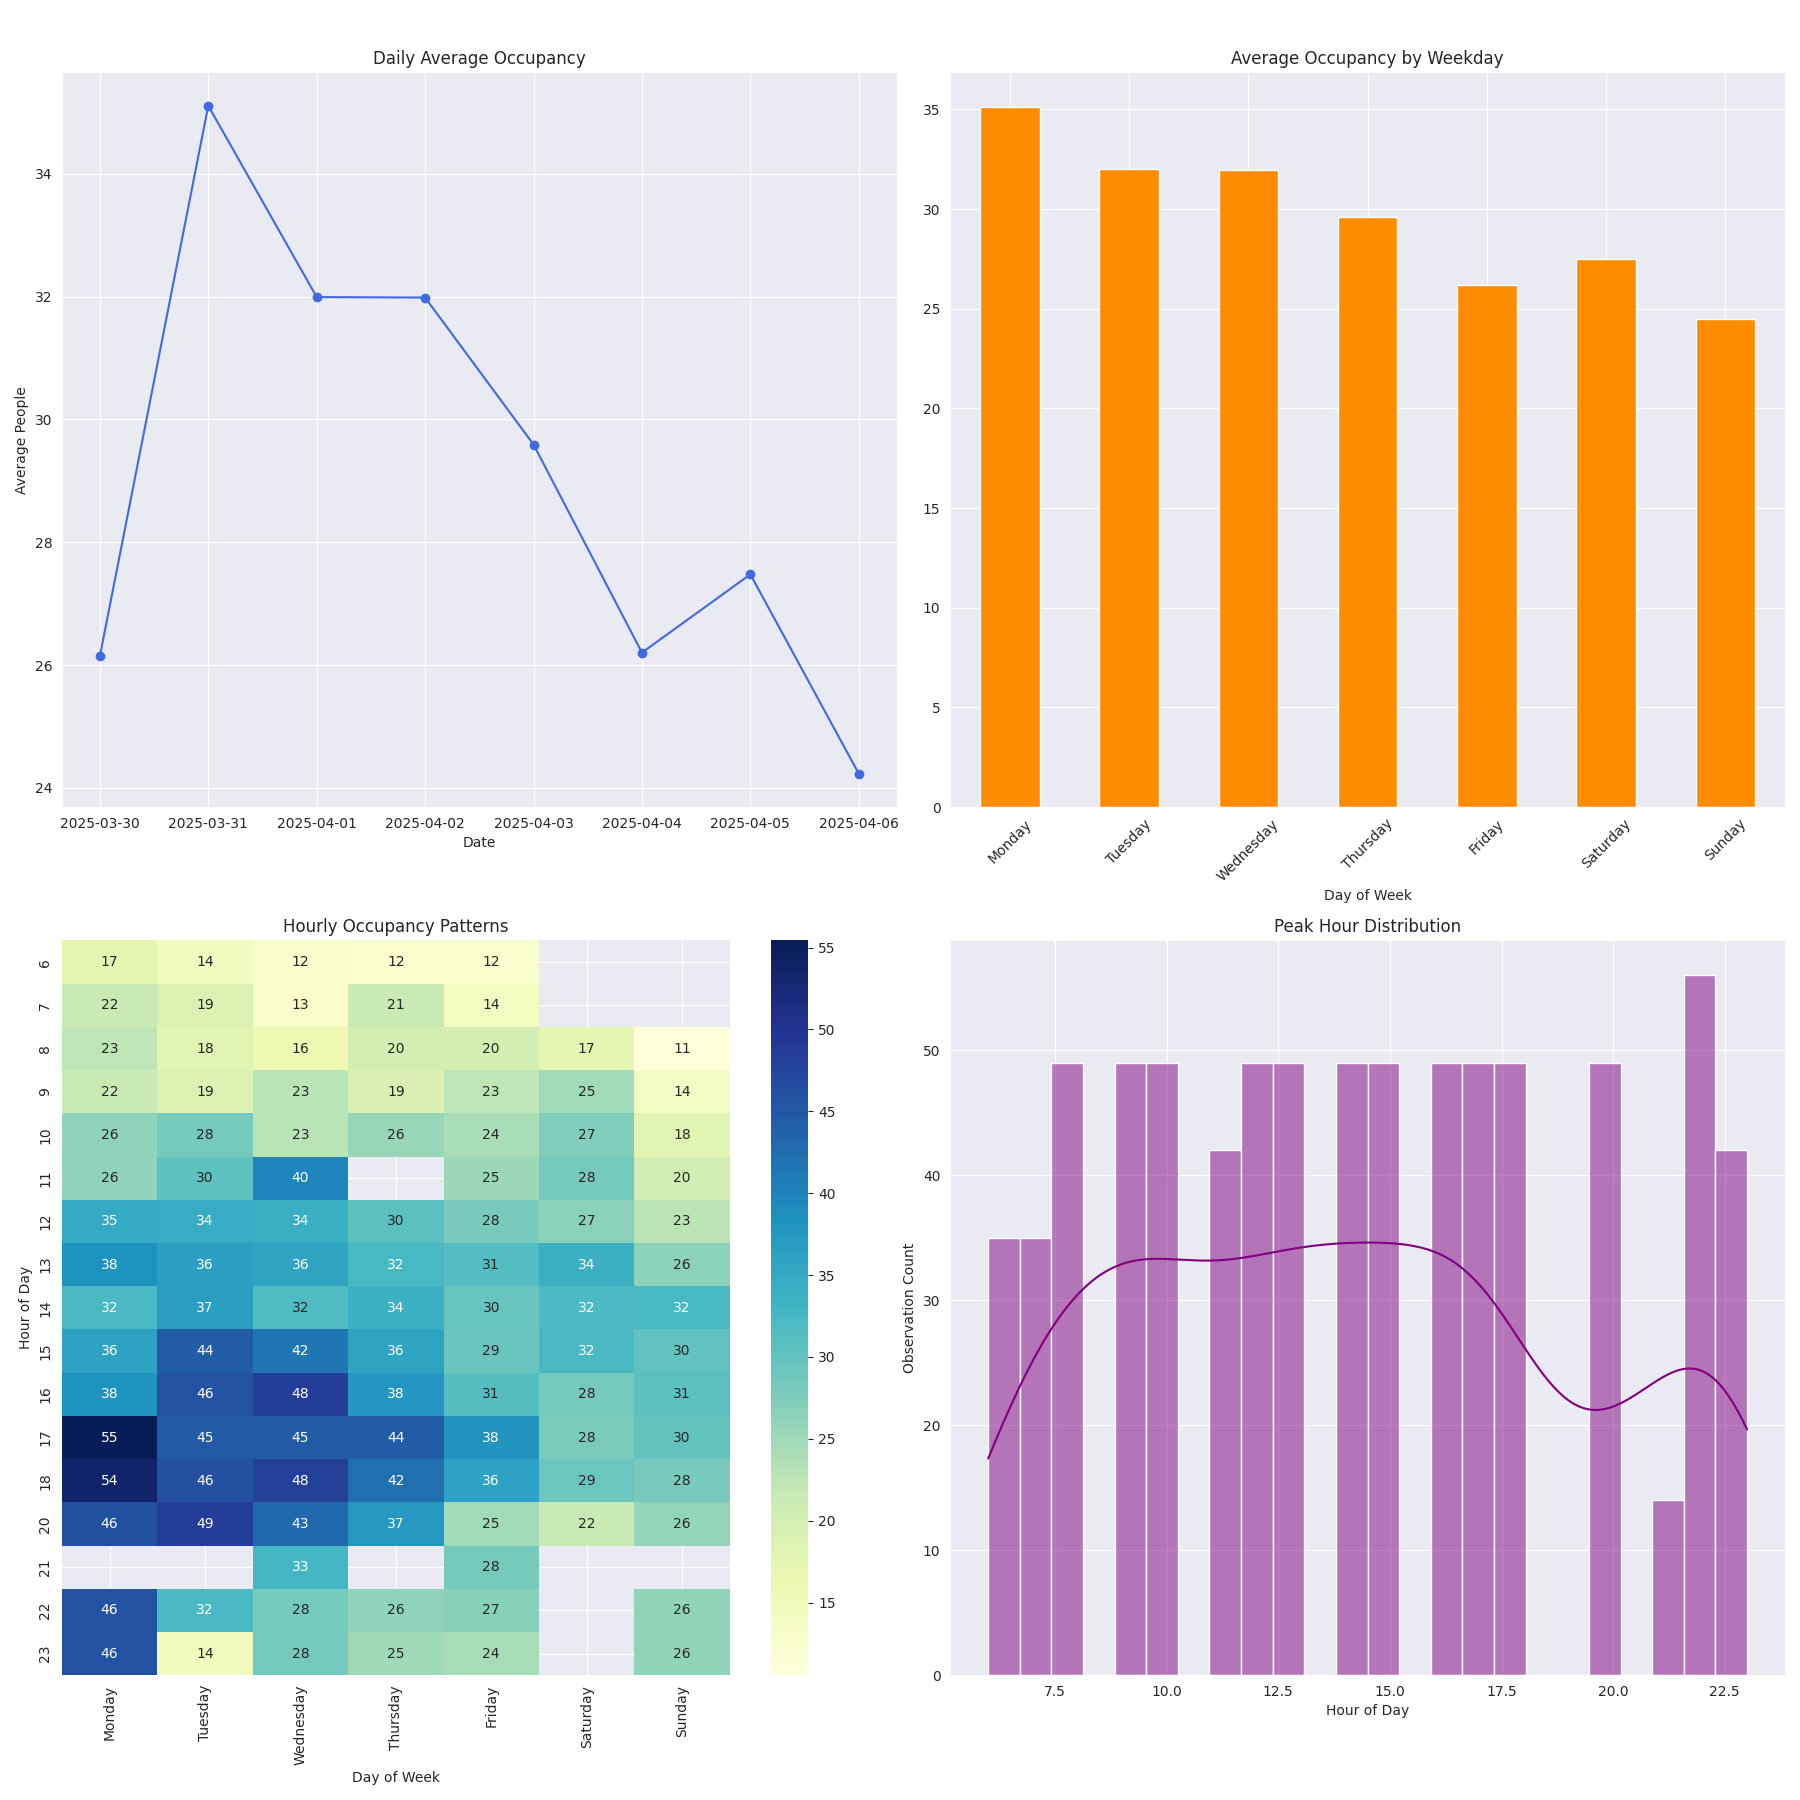 Daily Average Occupancy
34
32
30
28
26
24
Average People
2025-03-30 2025-03-31 2025-04-01 2025-04-02 2025-04-03 2025-04-04 2025-04-05 2025-04-06
Date
Average Occupancy by Weekday
35
30
25
20
15
10
5
0
Monday Tuesday Wednesday Thursday Friday Saturday Sunday
Day of Week
Hourly Occupancy Patterns
Hour of Day
6 17 14 12 12 12
7 22 19 13 21 14
8 23 18 16 20 20 17 11
9 22 19 23 19 23 25 14
10 26 28 23 26 24 27 18
11 26 30 40 25 28 20
12 35 34 34 30 28 27 23
13 38 36 36 32 31 34 26
14 32 37 32 34 30 32 32
15 36 44 42 36 29 32 30
16 38 46 48 38 31 28 31
17 55 45 45 44 38 28 30
18 54 46 48 42 36 29 28
20 46 49 43 37 25 22 26
21 33 28
22 46 32 28 26 27 26
23 46 14 28 25 24 26
Monday Tuesday Wednesday Thursday Friday Saturday Sunday
Day of Week
55
50
45
40
35
30
25
20
15
Peak Hour Distribution
50
40
30
20
10
0
Observation Count
7.5 10.0 12.5 15.0 17.5 20.0 22.5
Hour of Day